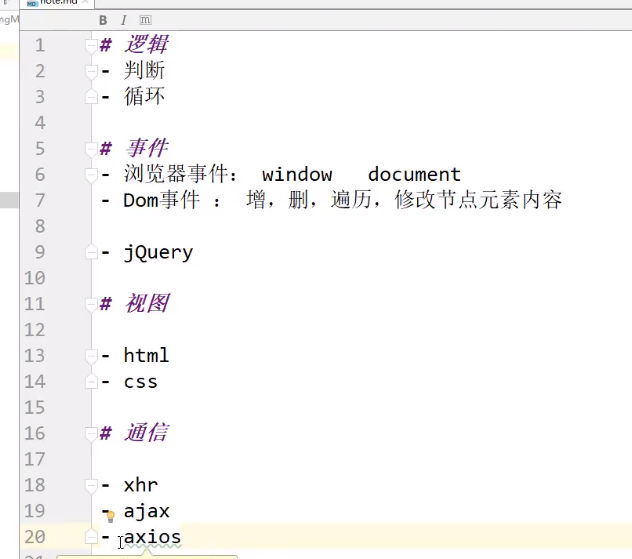 note.md
B I m
1 # 逻辑
2 - 判断
3 - 循环
4
5 # 事件
6 - 浏览器事件： window   document
7 - Dom事件 ： 增，删，遍历，修改节点元素内容
8
9 - jQuery
10
11 # 视图
12
13 - html
14 - css
15
16 # 通信
17
18 - xhr
19 - ajax
20 - axios